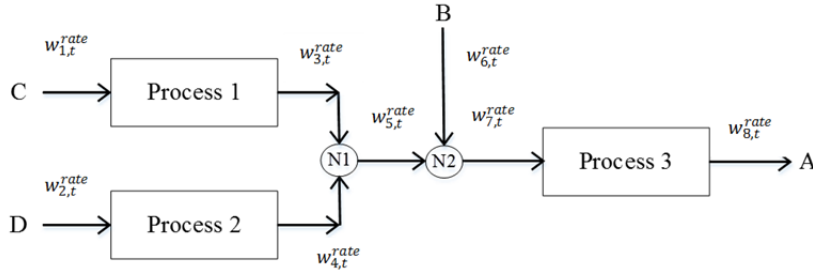 B
w_{1,t}^{rate}
w_{3,t}^{rate}
w_{6,t}^{rate}
C
Process 1
w_{5,t}^{rate}
w_{7,t}^{rate}
w_{8,t}^{rate}
N1
N2
Process 3
A
w_{2,t}^{rate}
D
Process 2
w_{4,t}^{rate}